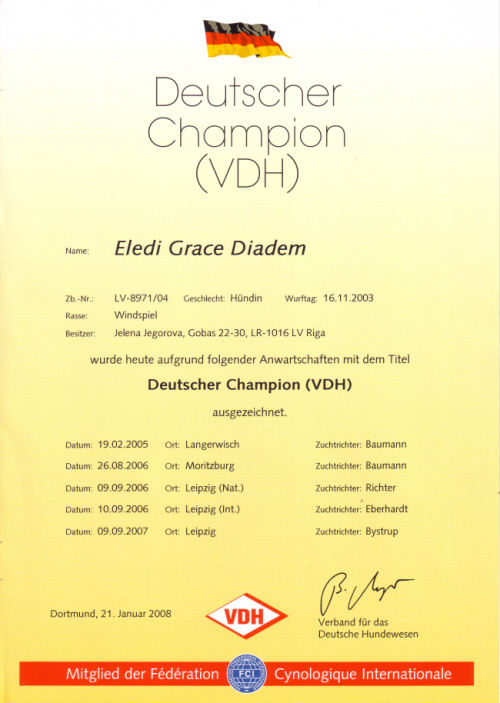 Deutscher
Champion
(VDH)
Name: Eledi Grace Diadem
Zb.-Nr.: LV-8971/04 Geschlecht: Hündin Wurftag: 16.11.2003
Rasse: Windspiel
Besitzer: Jelena Jegorova, Gobas 22-30, LR-1016 LV Riga
wurde heute aufgrund folgender Anwartschaften mit dem Titel
Deutscher Champion (VDH)
ausgezeichnet.
Datum: 19.02.2005 Ort: Langerwisch Zuchtrichter: Baumann
Datum: 26.08.2006 Ort: Moritzburg Zuchtrichter: Baumann
Datum: 09.09.2006 Ort: Leipzig (Nat.) Zuchtrichter: Richter
Datum: 10.09.2006 Ort: Leipzig (Int.) Zuchtrichter: Eberhardt
Datum: 09.09.2007 Ort: Leipzig Zuchtrichter: Bystrup
Dortmund, 21. Januar 2008
VDH
Verband für das
Deutsche Hundewesen
Mitglied der Fédération FCI Cynologique Internationale